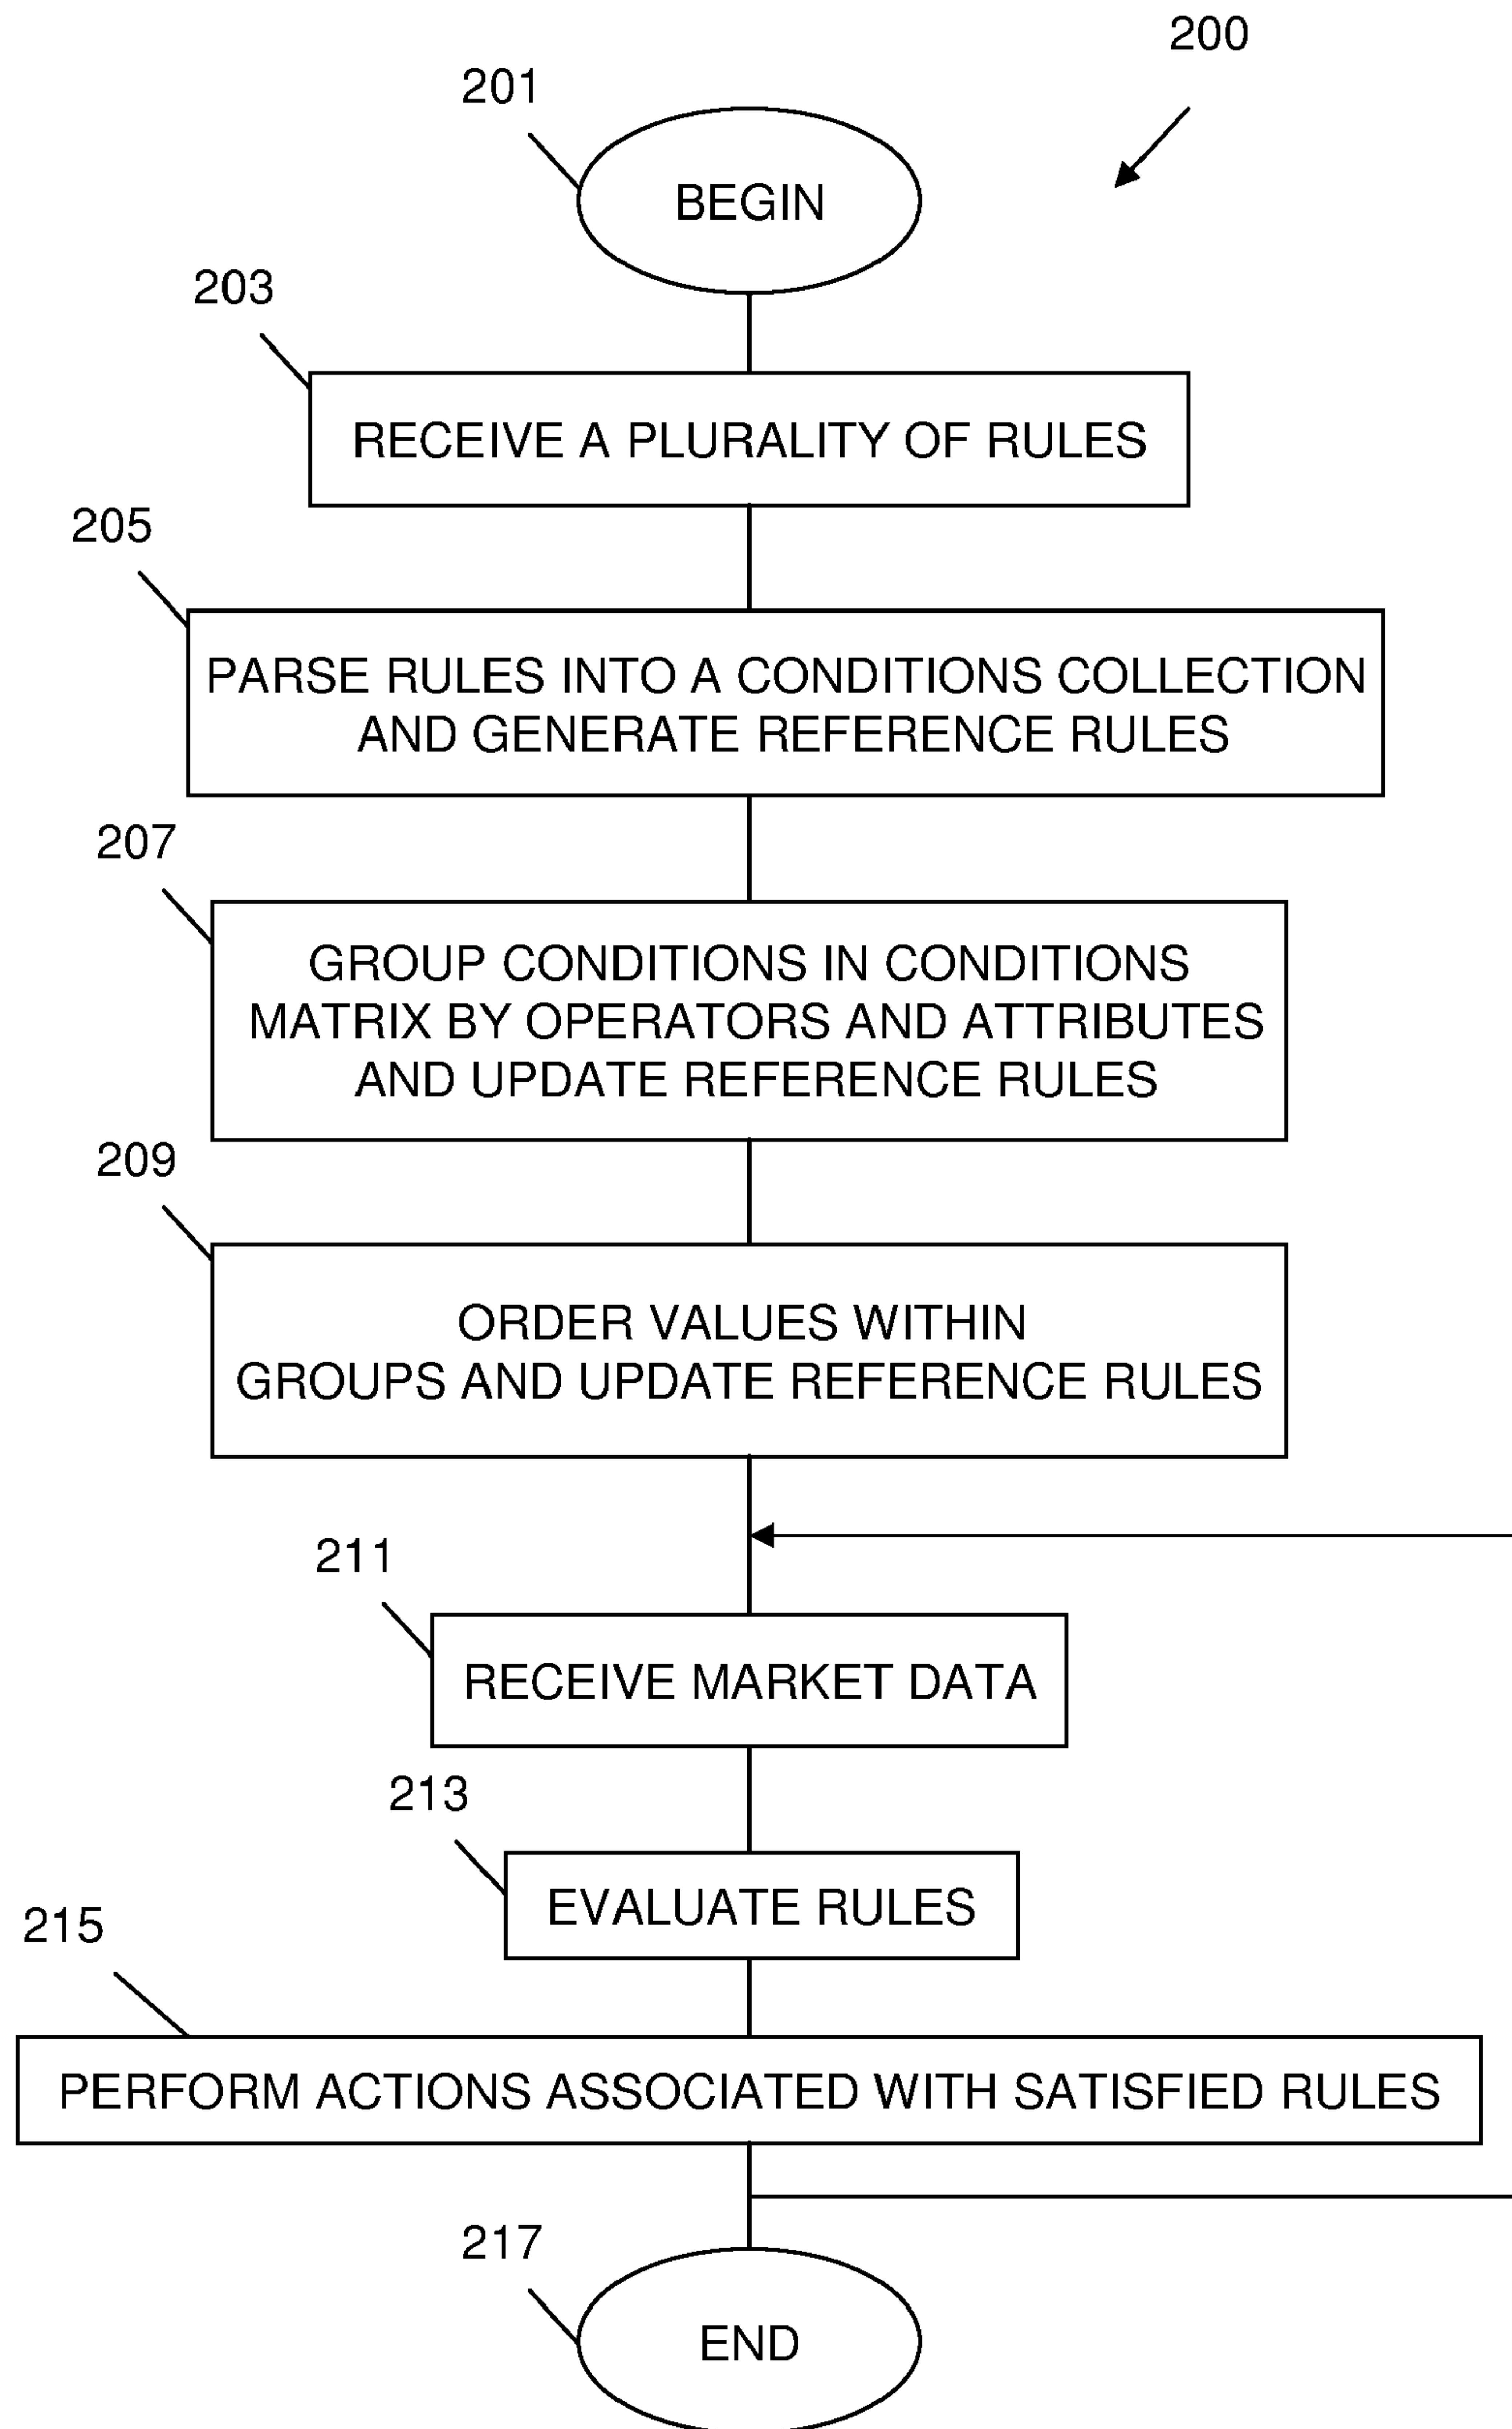 200
201
BEGIN
203
RECEIVE A PLURALITY OF RULES
205
PARSE RULES INTO A CONDITIONS COLLECTION
AND GENERATE REFERENCE RULES
207
GROUP CONDITIONS IN CONDITIONS
MATRIX BY OPERATORS AND ATTRIBUTES
AND UPDATE REFERENCE RULES
209
ORDER VALUES WITHIN
GROUPS AND UPDATE REFERENCE RULES
211
RECEIVE MARKET DATA
213
EVALUATE RULES
215
PERFORM ACTIONS ASSOCIATED WITH SATISFIED RULES
217
END